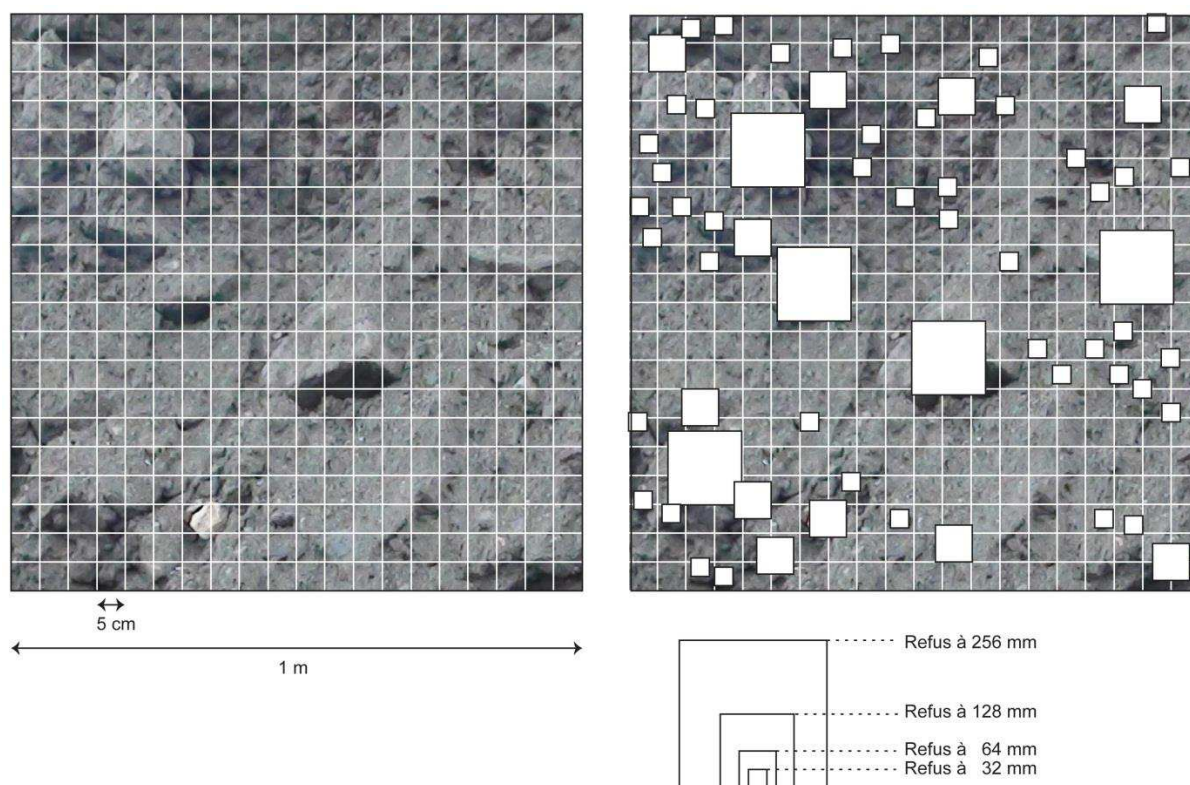 5 cm
1 m
Refus à 256 mm
Refus à 128 mm
Refus à 64 mm
Refus à 32 mm